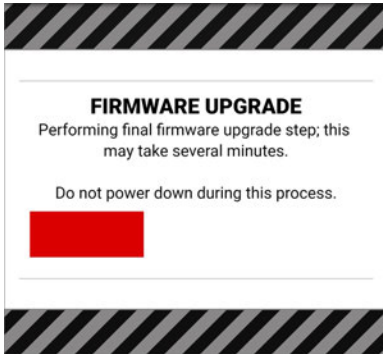 FIRMWARE UPGRADE
Performing final firmware upgrade step; this
may take several minutes.
Do not power down during this process.